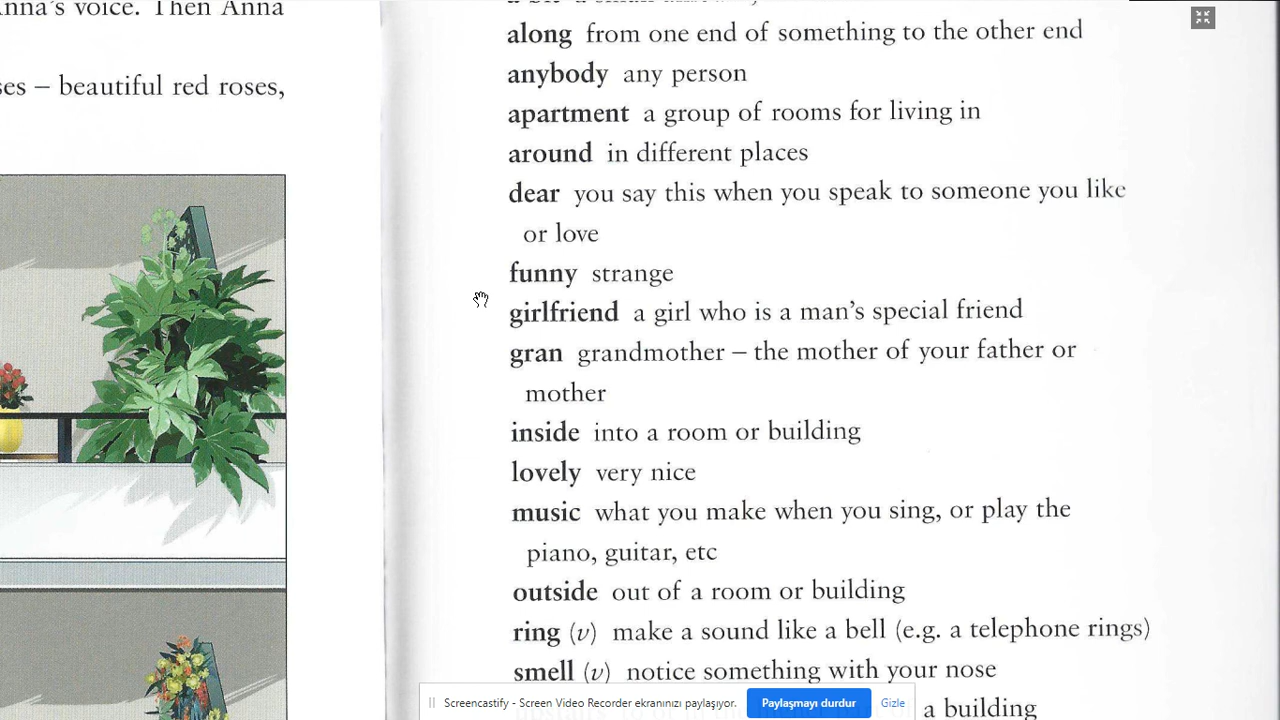 nna's voice. Then Anna
ses – beautiful red roses,
along from one end of something to the other end
anybody any person
apartment a group of rooms for living in
around in different places
dear you say this when you speak to someone you like
or love
funny strange
girlfriend a girl who is a man's special friend
gran grandmother – the mother of your father or
mother
inside into a room or building
lovely very nice
music what you make when you sing, or play the
piano, guitar, etc
outside out of a room or building
ring (v) make a sound like a bell (e.g. a telephone rings)
smell (v) notice something with your nose
a building
Screencastify - Screen Video Recorder ekranınızı paylaşıyor.
Paylaşmayı durdur
Gizle